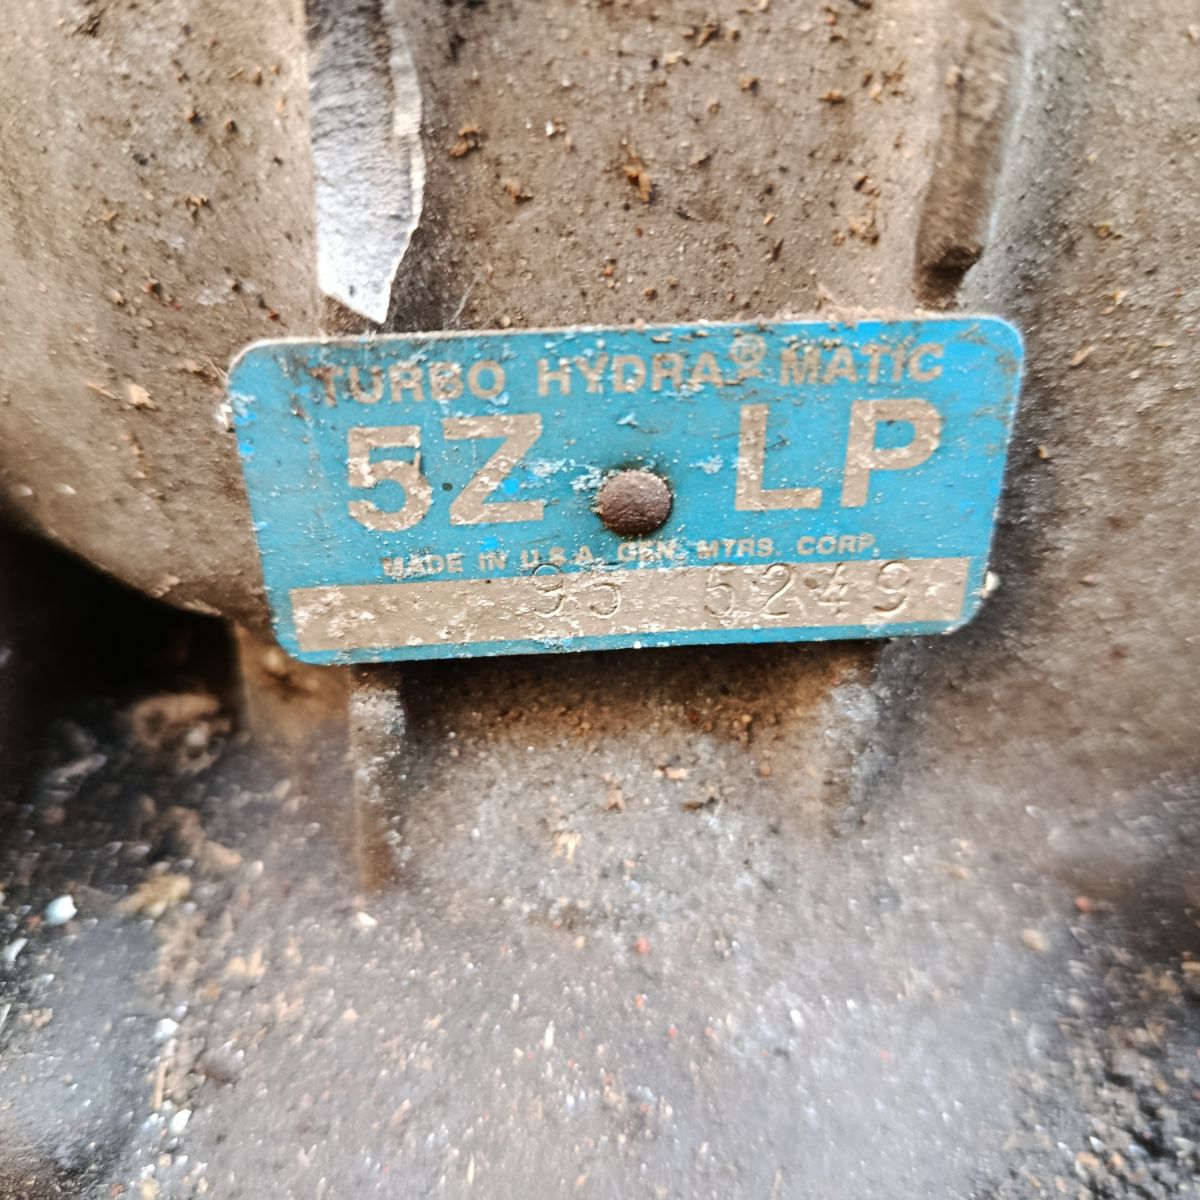 TURBO HYDRA® MATIC
5Z LP
MADE IN U.S.A. GEN. MTRS. CORP.
95 5249